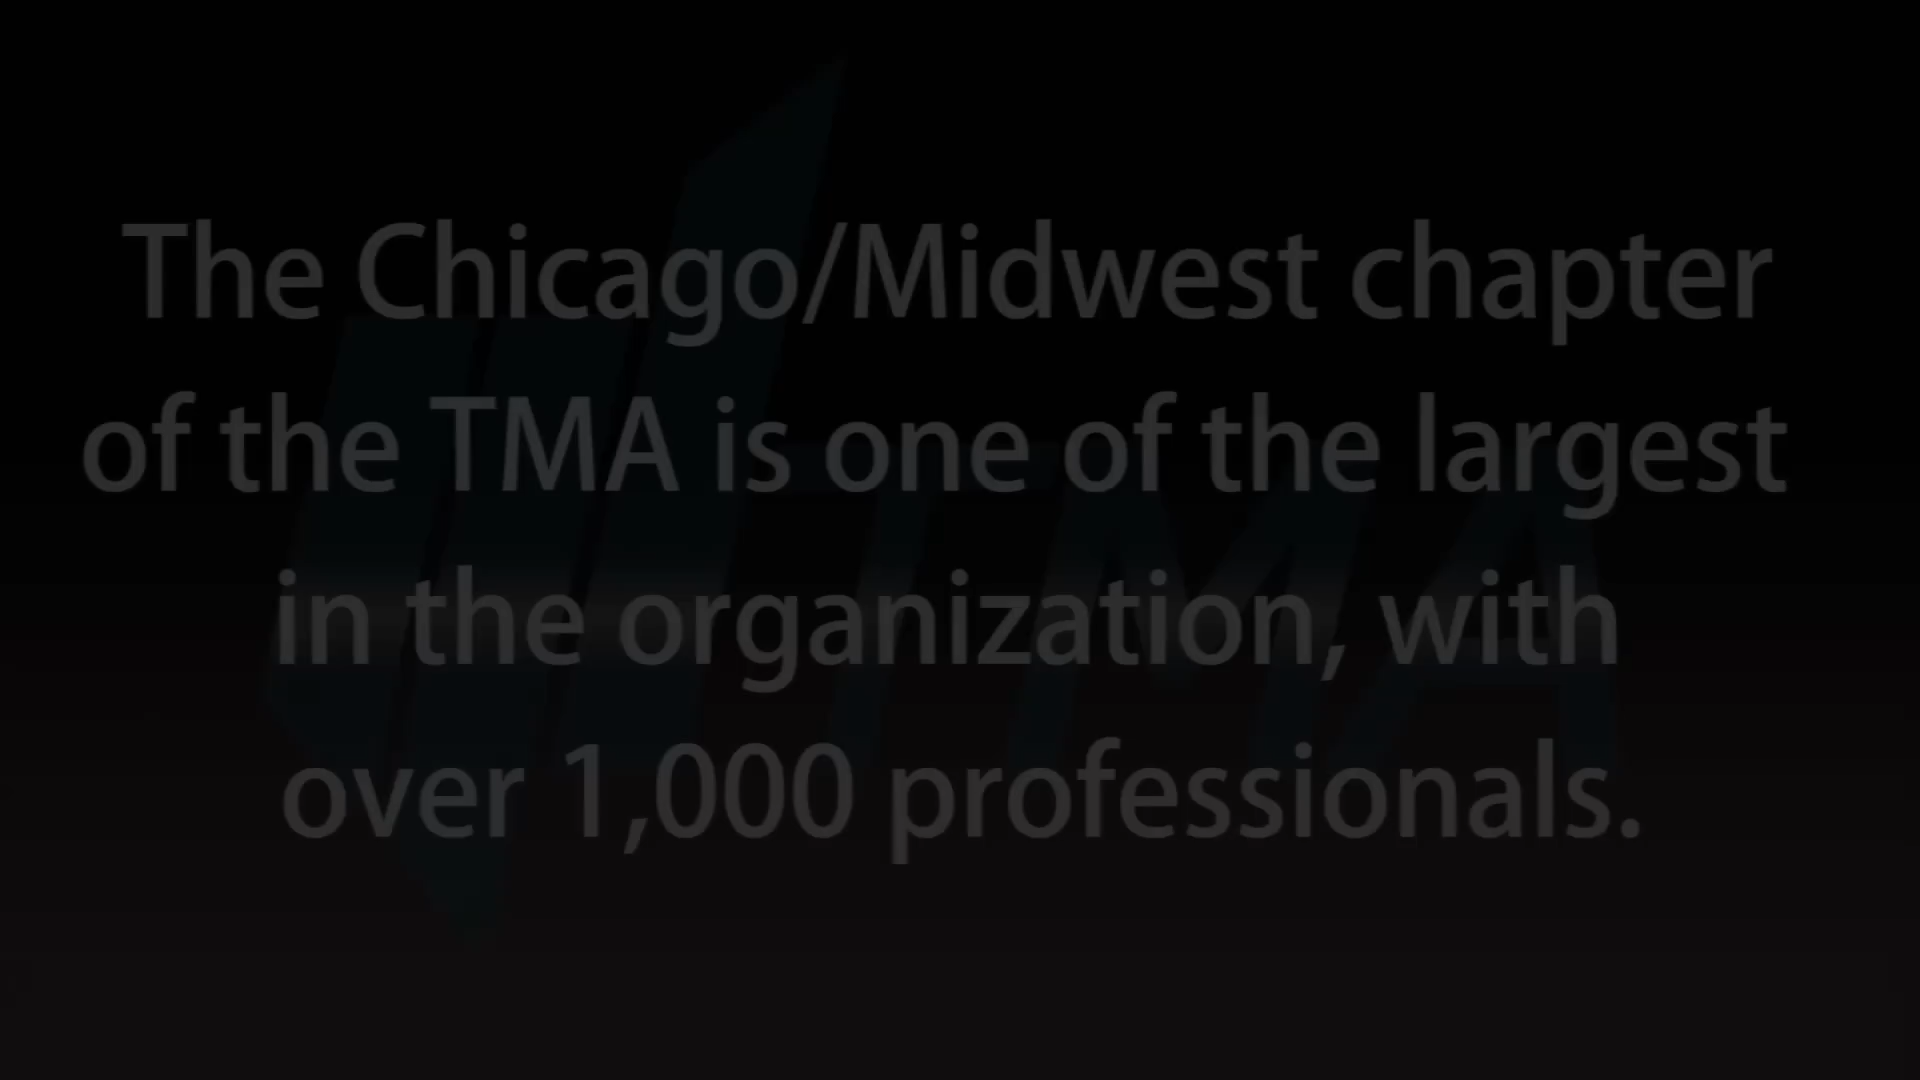 The Chicago/Midwest chapter
of the TMA is one of the largest
in the organization, with
over 1,000 professionals.
TMA